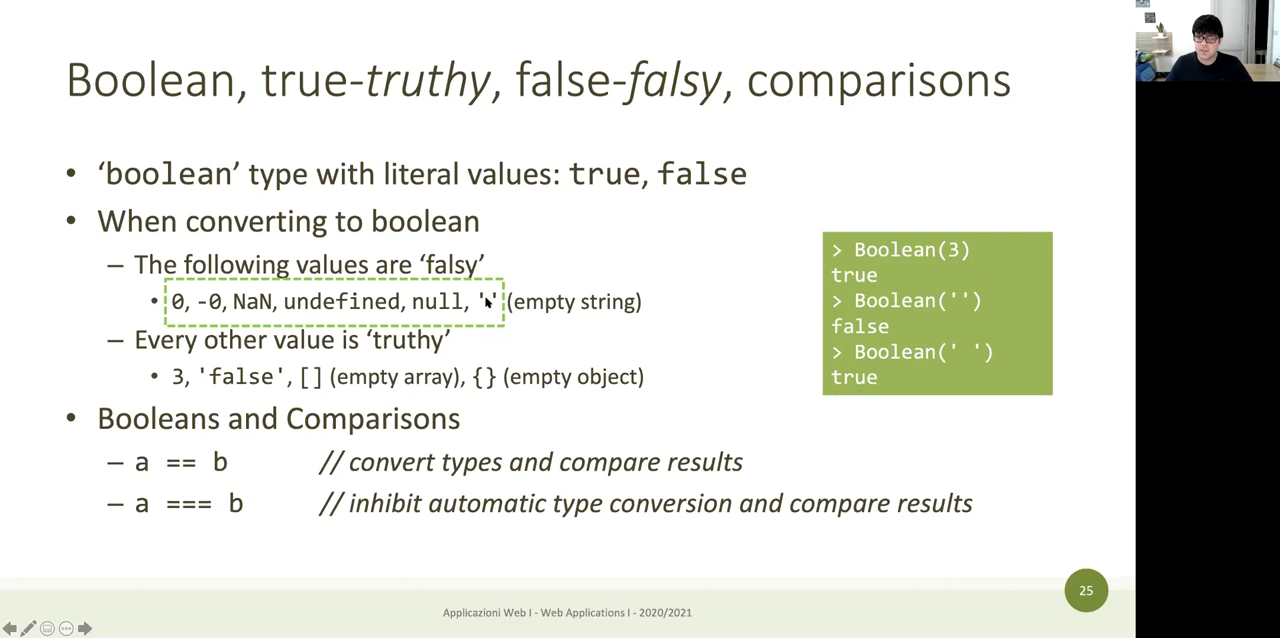 Boolean, true-truthy, false-falsy, comparisons
• ‘boolean’ type with literal values: true, false
• When converting to boolean
– The following values are ‘falsy’
• 0, -0, NaN, undefined, null, '' (empty string)
– Every other value is ‘truthy’
• 3, 'false', [] (empty array), {} (empty object)
• Booleans and Comparisons
– a == b // convert types and compare results
– a === b // inhibit automatic type conversion and compare results
> Boolean(3)
true
> Boolean('')
false
> Boolean(' ')
true
Applicazioni Web I - Web Applications I - 2020/2021
25